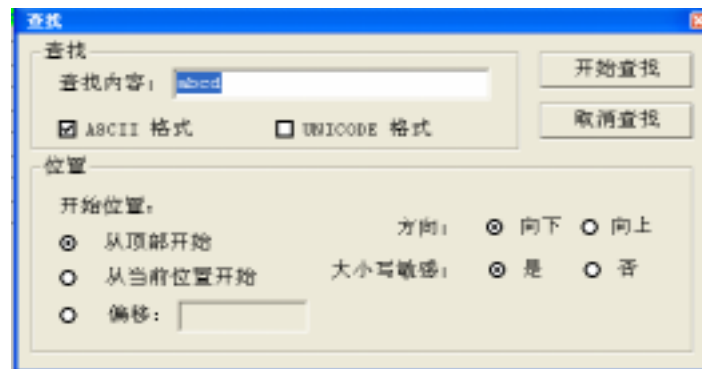 查找
查找
查找内容：
开始查找
ASCII 格式
UNICODE 格式
取消查找
位置
开始位置：
方向：
向下
向上
从顶部开始
大小写敏感：
是
否
从当前位置开始
偏移：